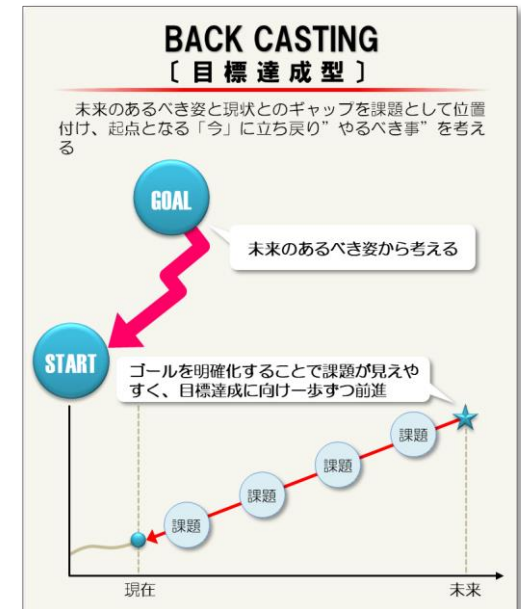 BACK CASTING
〔目標達成型〕
未来のあるべき姿と現状とのギャップを課題として位置
付け、起点となる「今」に立ち戻り”やるべき事”を考え
る
GOAL
未来のあるべき姿から考える
START
ゴールを明確化することで課題が見えや
すく、目標達成に向け一歩ずつ前進
課題
課題
課題
課題
現在
未来